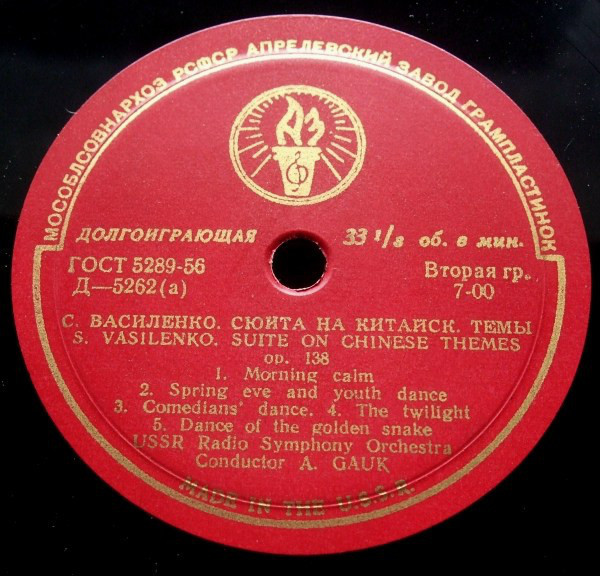 МОСОБЛСОВНАРХОЗ РСФСР АПРЕЛЕВСКИЙ ЗАВОД ГРАМПЛАСТИНОК
АЗ
ДОЛГОИГРАЮЩАЯ 33 1/3 об. в мин.
ГОСТ 5289-56 Вторая гр.
Д—5262(а) 7-00
С. ВАСИЛЕНКО. СЮИТА НА КИТАЙСК. ТЕМЫ
S. VASILENKO. SUITE ON CHINESE THEMES
op. 138
1. Morning calm
2. Spring eve and youth dance
3. Comedians' dance. 4. The twilight
5. Dance of the golden snake
USSR Radio Symphony Orchestra
Conductor A. GAUK
MADE IN THE U.S.S.R.